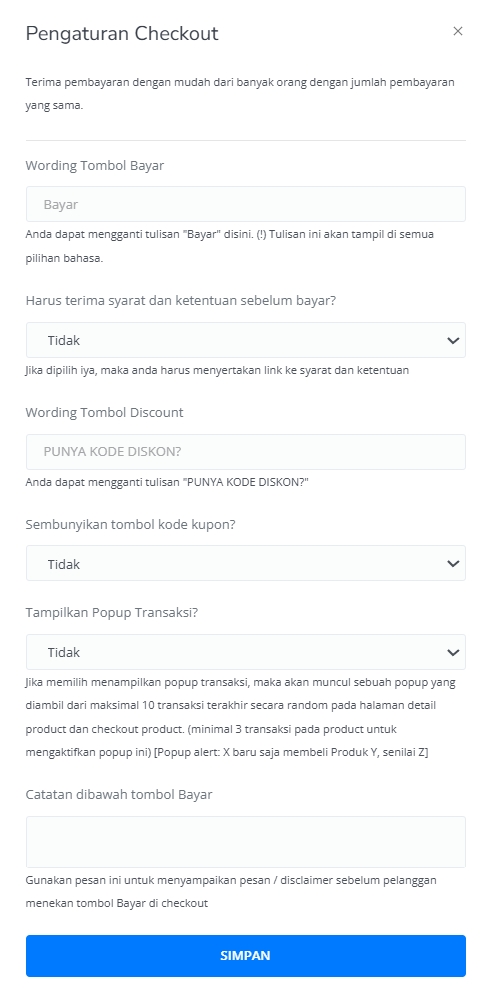 Pengaturan Checkout
×
Terima pembayaran dengan mudah dari banyak orang dengan jumlah pembayaran
yang sama.
Wording Tombol Bayar
Bayar
Anda dapat mengganti tulisan "Bayar" disini. (!) Tulisan ini akan tampil di semua
pilihan bahasa.
Harus terima syarat dan ketentuan sebelum bayar?
Tidak
Jika dipilih iya, maka anda harus menyertakan link ke syarat dan ketentuan
Wording Tombol Discount
PUNYA KODE DISKON?
Anda dapat mengganti tulisan "PUNYA KODE DISKON?"
Sembunyikan tombol kode kupon?
Tidak
Tampilkan Popup Transaksi?
Tidak
Jika memilih menampilkan popup transaksi, maka akan muncul sebuah popup yang
diambil dari maksimal 10 transaksi terakhir secara random pada halaman detail
product dan checkout product. (minimal 3 transaksi pada product untuk
mengaktifkan popup ini) [Popup alert: X baru saja membeli Produk Y, senilai Z]
Catatan dibawah tombol Bayar
Gunakan pesan ini untuk menyampaikan pesan / disclaimer sebelum pelanggan
menekan tombol Bayar di checkout
SIMPAN